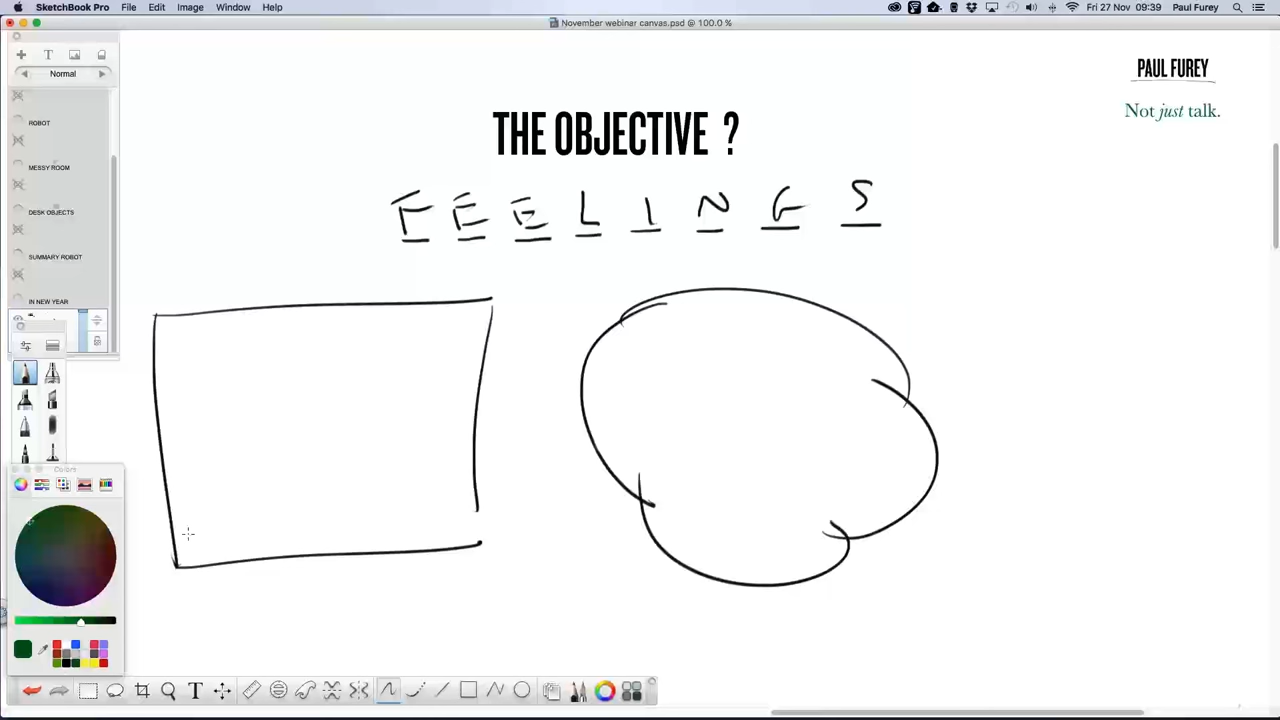 SketchBook Pro File Edit Image Window Help Fri 27 Nov 09:39 Paul Furey
November webinar canvas.psd @ 100.0 %
T
Normal
PAUL FUREY
Not just talk.
THE OBJECTIVE ?
FEELINGS
ROBOT
MESSY ROOM
DESK OBJECTS
SUMMARY ROBOT
IN NEW YEAR
Colors
T